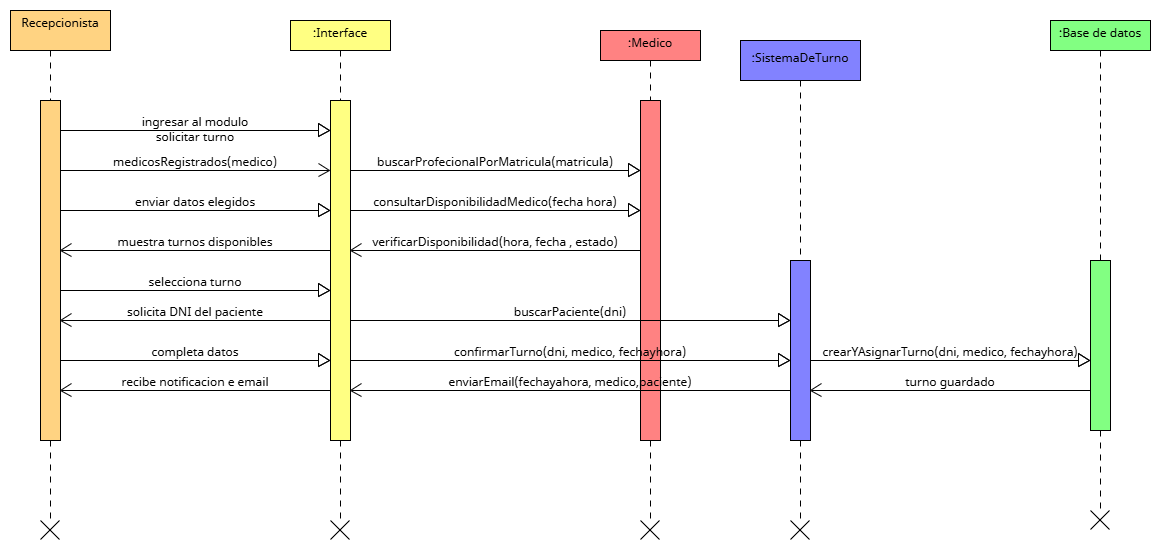 Recepcionista
:Interface
:Medico
:SistemaDeTurno
:Base de datos
ingresar al modulo
solicitar turno
medicosRegistrados(medico)
buscarProfecionalPorMatricula(matricula)
enviar datos elegidos
consultarDisponibilidadMedico(fecha hora)
muestra turnos disponibles
verificarDisponibilidad(hora, fecha , estado)
selecciona turno
solicita DNI del paciente
buscarPaciente(dni)
completa datos
confirmarTurno(dni, medico, fechayhora)
crearYAsignarTurno(dni, medico, fechayhora)
recibe notificacion e email
enviarEmail(fechayahora, medico,paciente)
turno guardado